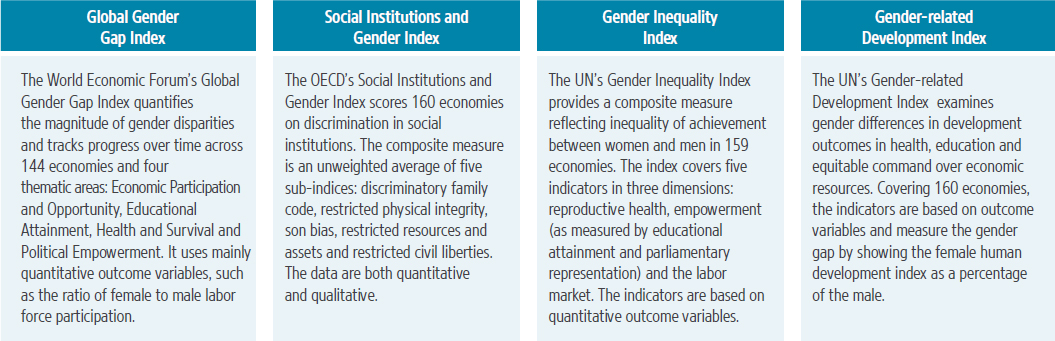 Global Gender
Gap Index
The World Economic Forum's Global
Gender Gap Index quantifies
the magnitude of gender disparities
and tracks progress over time across
144 economies and four
thematic areas: Economic Participation
and Opportunity, Educational
Attainment, Health and Survival and
Political Empowerment. It uses mainly
quantitative outcome variables, such
as the ratio of female to male labor
force participation.
Social Institutions and
Gender Index
The OECD's Social Institutions and
Gender Index scores 160 economies
on discrimination in social
institutions. The composite measure
is an unweighted average of five
sub-indices: discriminatory family
code, restricted physical integrity,
son bias, restricted resources and
assets and restricted civil liberties.
The data are both quantitative
and qualitative.
Gender Inequality
Index
The UN's Gender Inequality Index
provides a composite measure
reflecting inequality of achievement
between women and men in 159
economies. The index covers five
indicators in three dimensions:
reproductive health, empowerment
(as measured by educational
attainment and parliamentary
representation) and the labor
market. The indicators are based on
quantitative outcome variables.
Gender-related
Development Index
The UN's Gender-related
Development Index examines
gender differences in development
outcomes in health, education and
equitable command over economic
resources. Covering 160 economies,
the indicators are based on outcome
variables and measure the gender
gap by showing the female human
development index as a percentage
of the male.